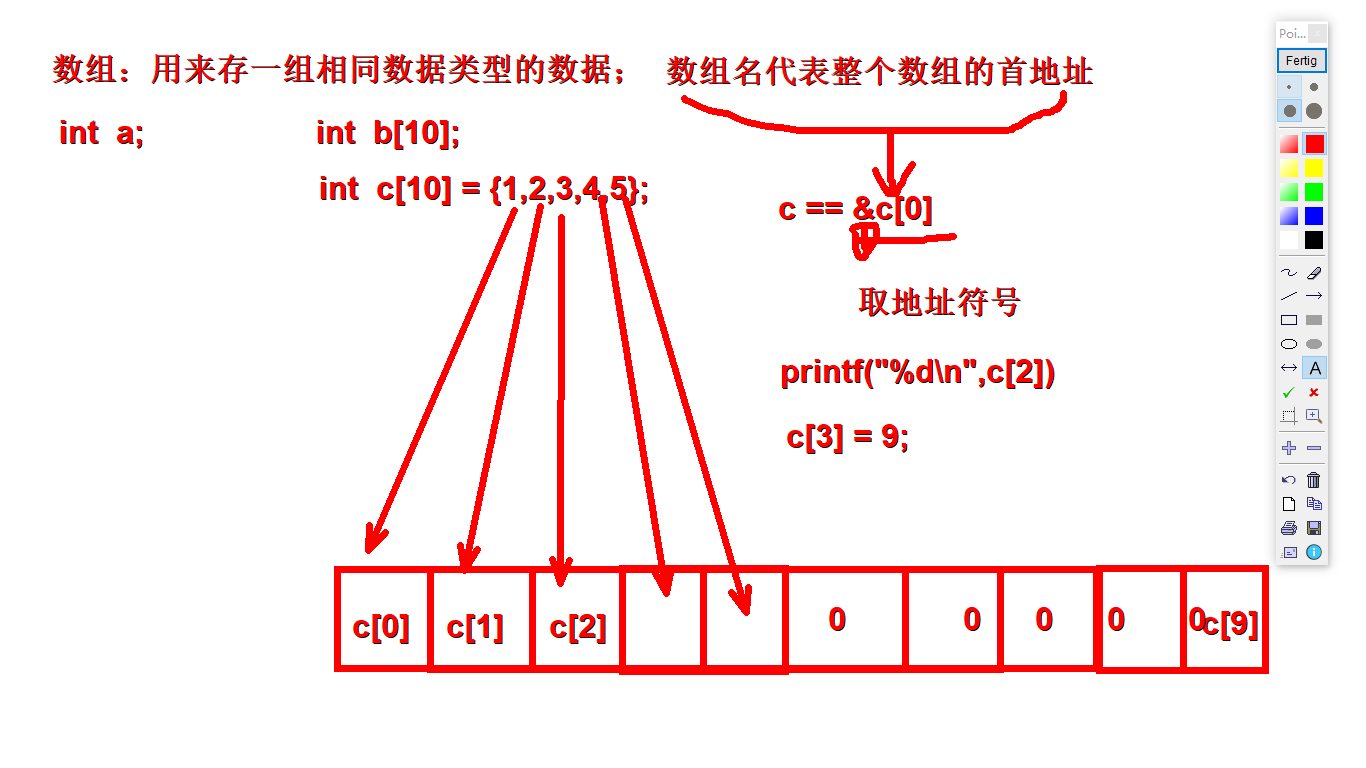 数组：用来存一组相同数据类型的数据； 数组名代表整个数组的首地址
int a; int b[10];
int c[10] = {1,2,3,4,5};
c == &c[0]
取地址符号
printf("%d\n",c[2])
c[3] = 9;
c[0] c[1] c[2] 0 0 0 0 0 c[9]
Poi...
Fertig
A